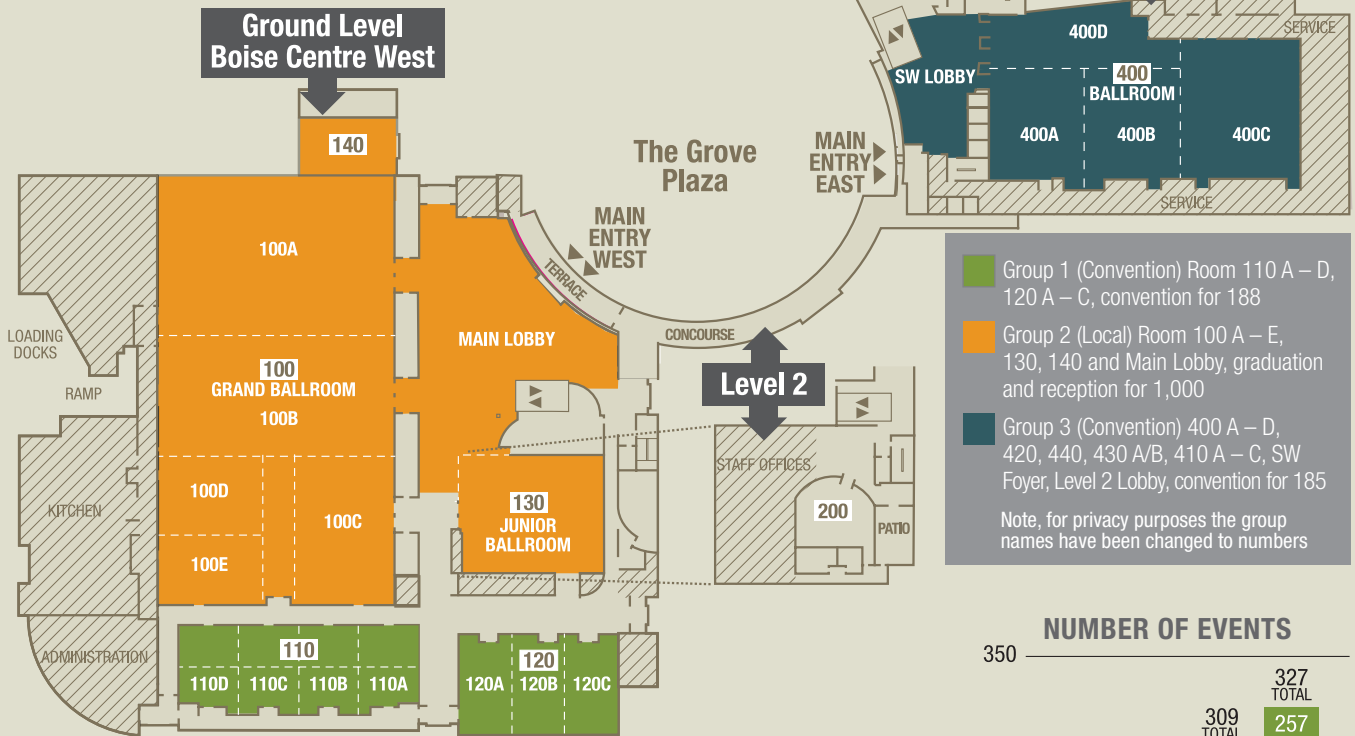 Ground Level
Boise Centre West
140
100A
LOADING
DOCKS
RAMP
100
GRAND BALLROOM
100B
KITCHEN
100D
100E
100C
ADMINISTRATION
110
110D
110C
110B
110A
120
120A
120B
120C
MAIN LOBBY
130
JUNIOR
BALLROOM
TERRACE
MAIN
ENTRY
WEST
The Grove
Plaza
MAIN
ENTRY
EAST
CONCOURSE
Level 2
STAFF OFFICES
200
PATIO
SW LOBBY
400D
SERVICE
400
BALLROOM
400A
400B
400C
SERVICE
Group 1 (Convention) Room 110 A – D,
120 A – C, convention for 188
Group 2 (Local) Room 100 A – E,
130, 140 and Main Lobby, graduation
and reception for 1,000
Group 3 (Convention) 400 A – D,
420, 440, 430 A/B, 410 A – C, SW
Foyer, Level 2 Lobby, convention for 185
Note, for privacy purposes the group
names have been changed to numbers
NUMBER OF EVENTS
350
327
TOTAL
309
TOTAL
257